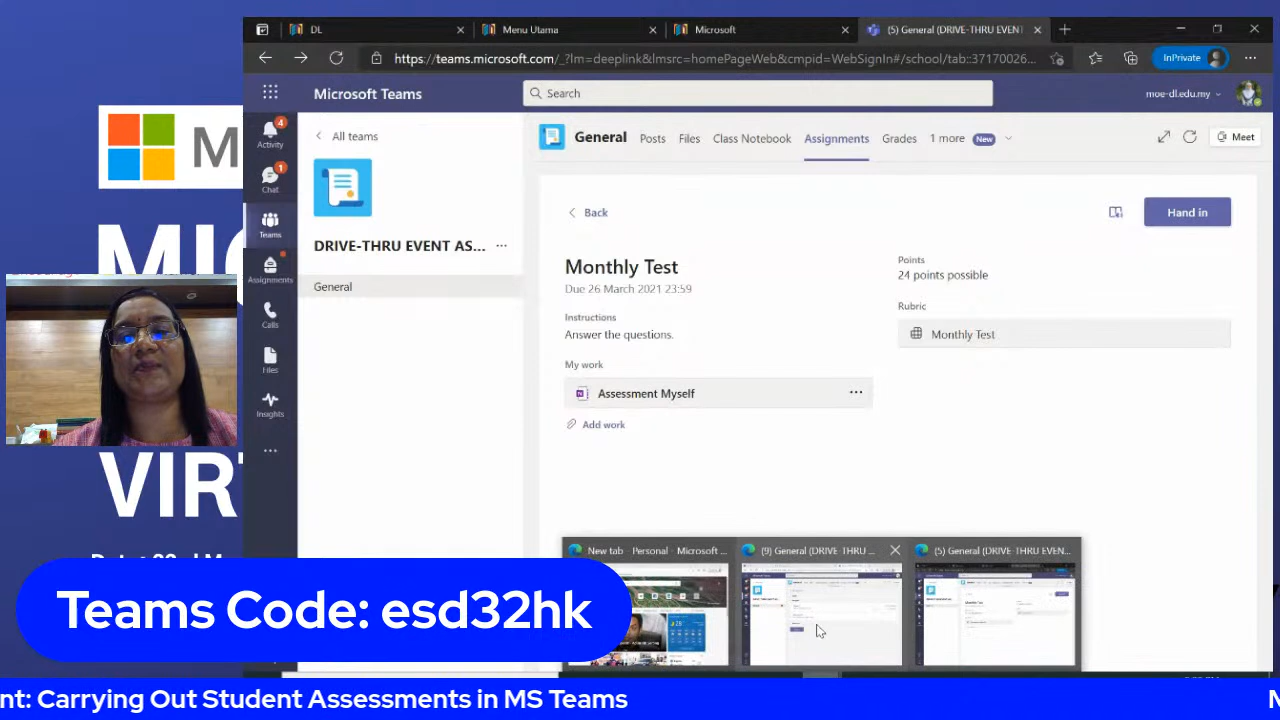 DL
Menu Utama
Microsoft
(5) General (DRIVE-THRU EVENT
https://teams.microsoft.com/_?lm=deeplink&lmsrc=homePageWeb&cmpid=WebSignIn#/school/tab::37170026...
InPrivate
Microsoft Teams
Search
moe-dl.edu.my
Activity
4
Chat
1
Teams
Assignments
Calls
Files
Insights
All teams
DRIVE-THRU EVENT AS...
General
General
Posts
Files
Class Notebook
Assignments
Grades
1 more
New
Meet
Back
Hand in
Monthly Test
Due 26 March 2021 23:59
Instructions
Answer the questions.
My work
Assessment Myself
Add work
Points
24 points possible
Rubric
Monthly Test
New tab - Personal - Microsoft ...
(9) General (DRIVE-THRU ...
(5) General (DRIVE-THRU EVEN...
M
VIRT
Teams Code: esd32hk
nt: Carrying Out Student Assessments in MS Teams